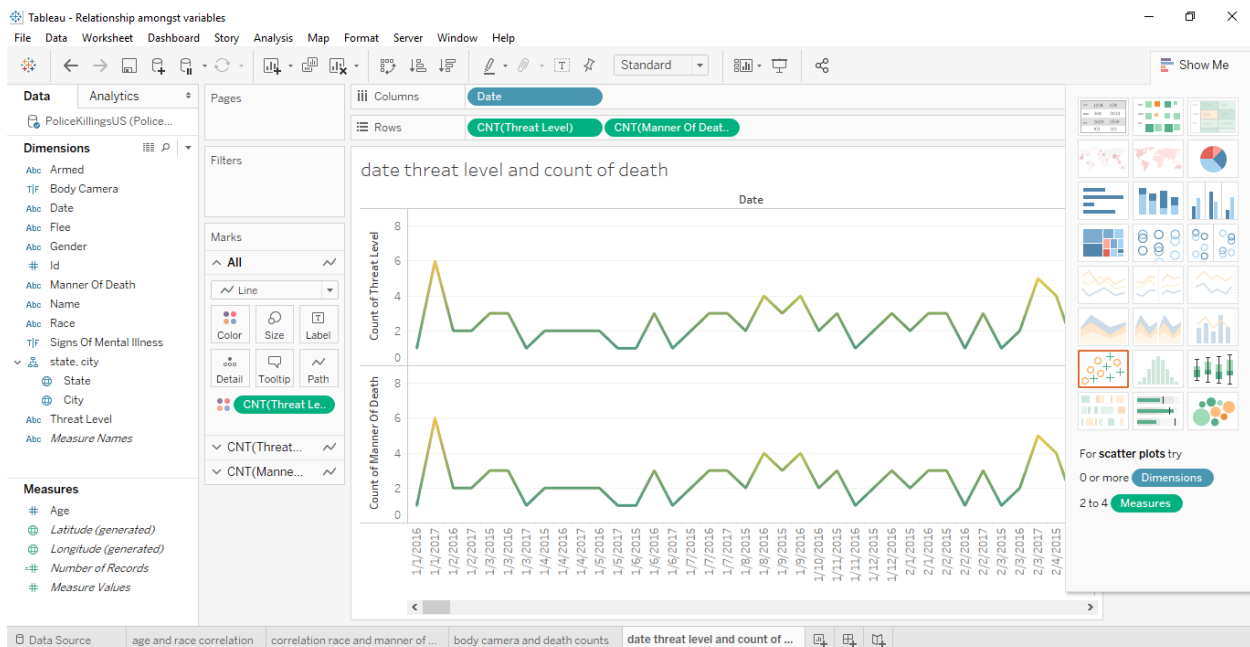 Tableau - Relationship amongst variables
File Data Worksheet Dashboard Story Analysis Map Format Server Window Help
Standard
Show Me
Data Analytics
PoliceKillingsUS (Police...
Dimensions
Abc Armed
T|F Body Camera
Abc Date
Abc Flee
Abc Gender
# Id
Abc Manner Of Death
Abc Name
Abc Race
T|F Signs Of Mental Illness
state, city
State
City
Abc Threat Level
Abc Measure Names
Measures
# Age
Latitude (generated)
Longitude (generated)
=# Number of Records
# Measure Values
Pages
Filters
Marks
All
Line
Color Size Label
Detail Tooltip Path
CNT(Threat Le..
CNT(Threat...
CNT(Manne...
Columns Date
Rows CNT(Threat Level) CNT(Manner Of Deat..
date threat level and count of death
Date
Count of Threat Level
8
6
4
2
0
Count of Manner Of Death
8
6
4
2
0
1/1/2016
1/1/2017
1/2/2016
1/2/2017
1/3/2015
1/3/2016
1/3/2017
1/4/2015
1/4/2016
1/4/2017
1/5/2016
1/5/2017
1/6/2015
1/6/2016
1/6/2017
1/7/2015
1/7/2016
1/7/2017
1/8/2015
1/8/2016
1/9/2015
1/9/2016
1/10/2016
1/11/2015
1/11/2016
1/12/2015
1/12/2016
2/1/2015
2/1/2016
2/2/2015
2/2/2016
2/2/2017
2/3/2015
2/3/2016
2/3/2017
2/4/2015
For scatter plots try
0 or more Dimensions
2 to 4 Measures
Data Source age and race correlation correlation race and manner of ... body camera and death counts date threat level and count of ...